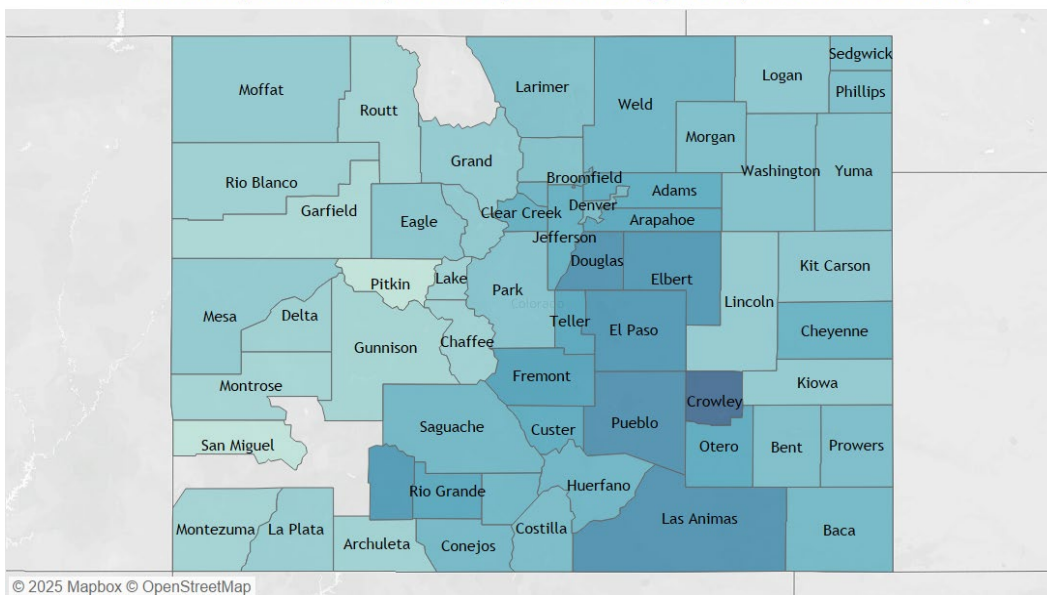 Sedgwick
Logan
Moffat
Larimer
Phillips
Weld
Routt
Morgan
Grand
Washington
Yuma
Broomfield
Rio Blanco
Adams
Denver
Garfield
Clear Creek
Eagle
Arapahoe
Jefferson
Douglas
Kit Carson
Lake
Elbert
Pitkin
Park
Lincoln
Colorado
Delta
Mesa
Teller
El Paso
Cheyenne
Chaffee
Gunnison
Fremont
Kiowa
Montrose
Crowley
Pueblo
Saguache
Custer
San Miguel
Otero
Bent
Prowers
Huerfano
Rio Grande
Las Animas
Costilla
Montezuma
La Plata
Baca
Archuleta
Conejos
© 2025 Mapbox © OpenStreetMap